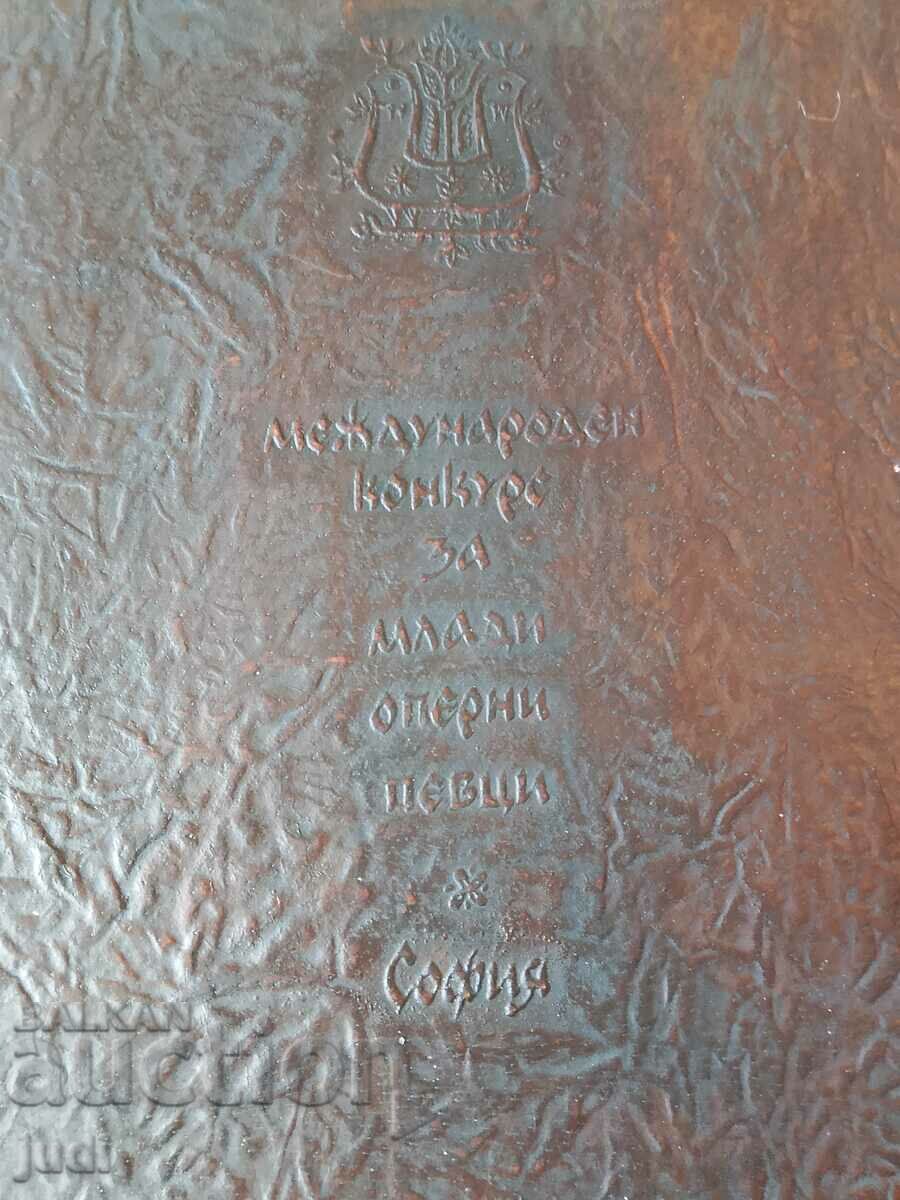 МЕЖДУНАРОДЕН
КОНКУРС
ЗА
МЛАДИ
ОПЕРНИ
ПЕВЦИ
София
BALKAN
auction
judi